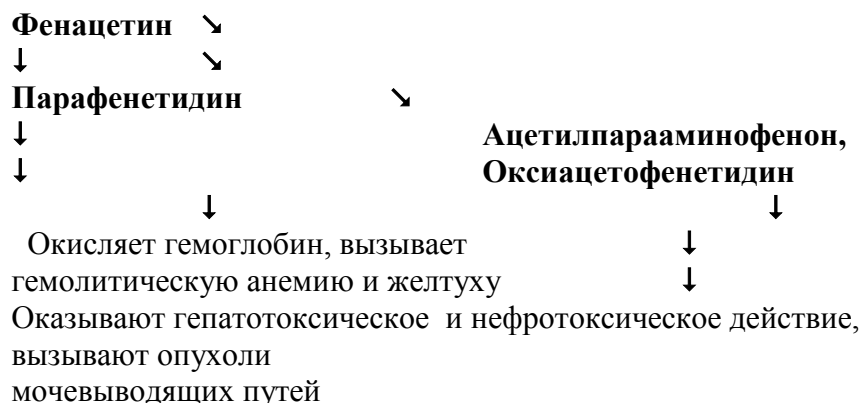 Фенацетин ↘
↓ ↘
Парафенетидин ↘
↓ Ацетилпарааминофенон,
↓ Оксиацетофенетидин
↓ ↓
Окисляет гемоглобин, вызывает ↓
гемолитическую анемию и желтуху ↓
Оказывают гепатотоксическое и нефротоксическое действие,
вызывают опухоли
мочевыводящих путей